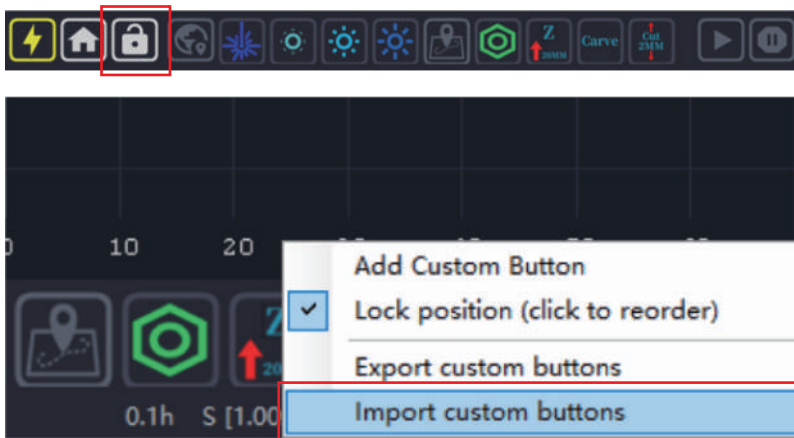 Z
20MM
Carve
Cut
2MM
10 20
Add Custom Button
Lock position (click to reorder)
Export custom buttons
Import custom buttons
Z
20
0.1h S [1.00